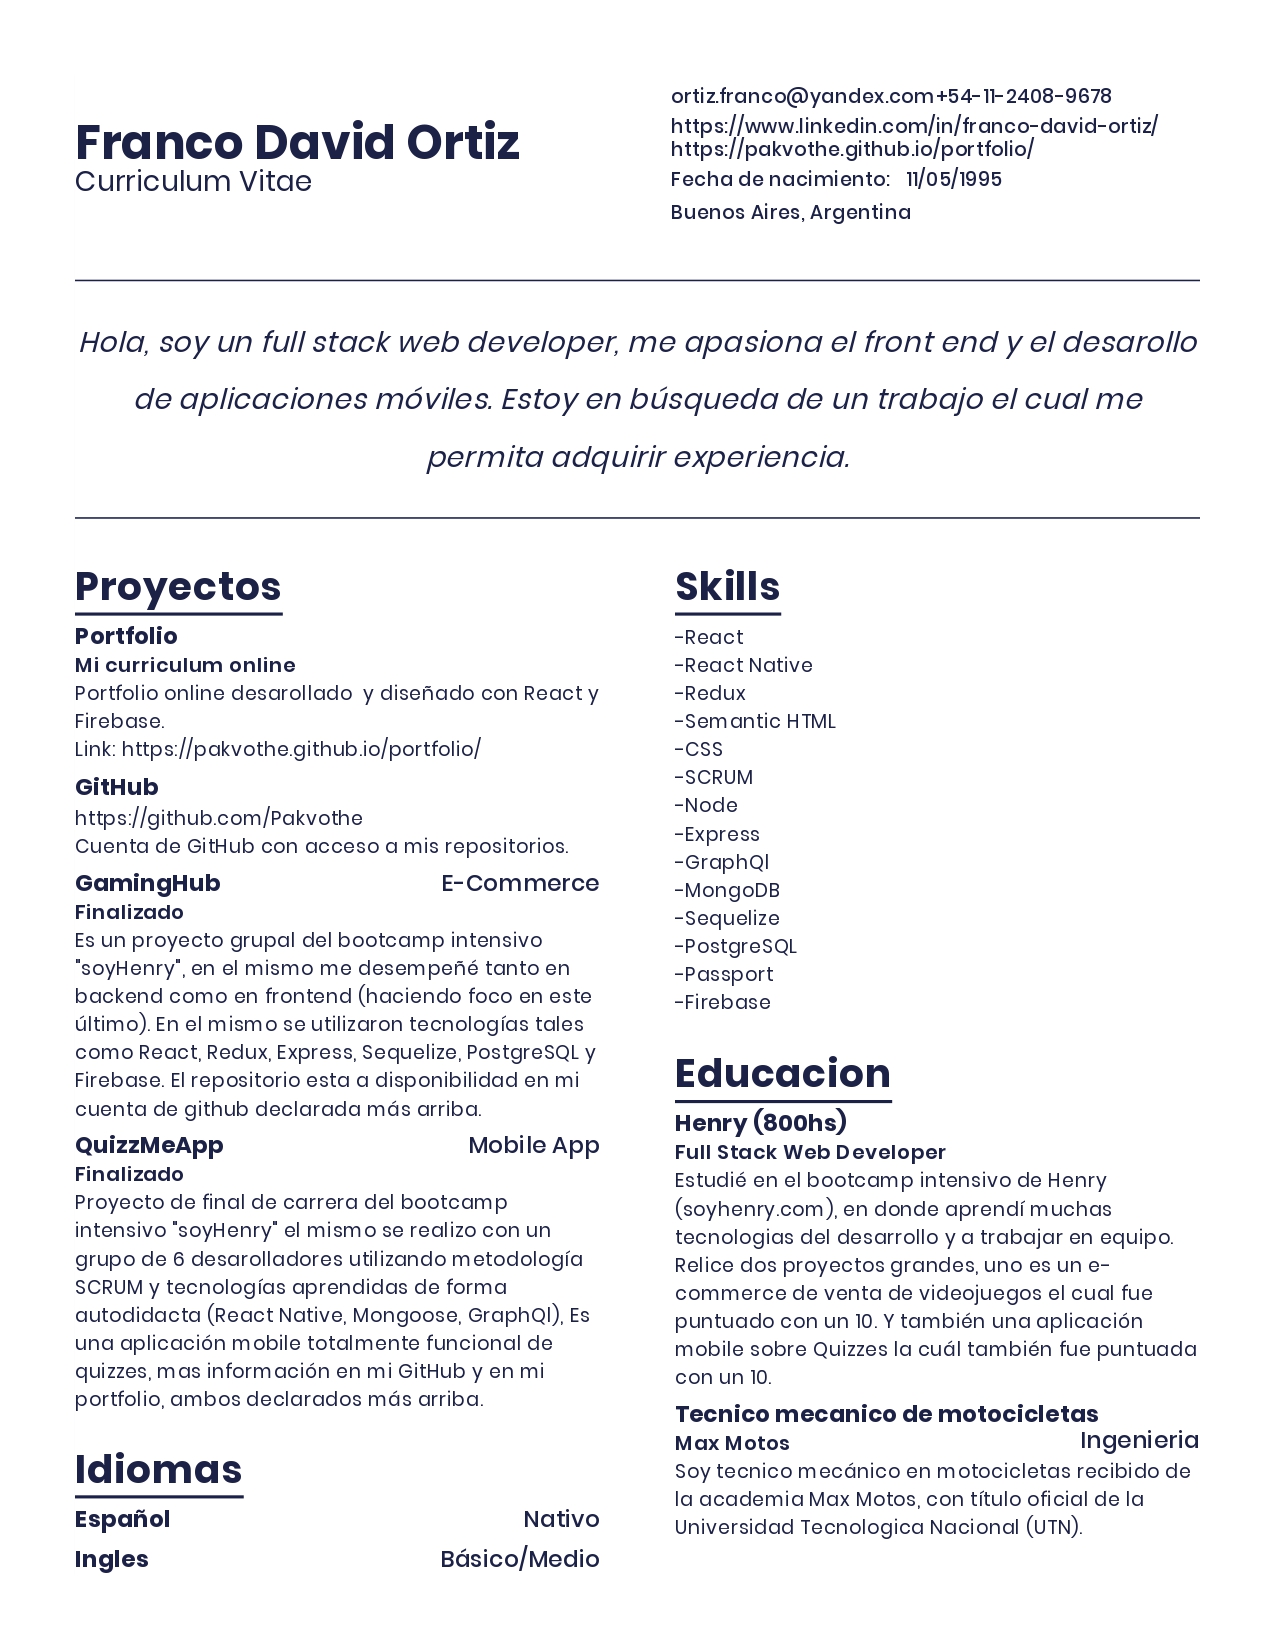 Franco David Ortiz
Curriculum Vitae
ortiz.franco@yandex.com+54-11-2408-9678
https://www.linkedin.com/in/franco-david-ortiz/
https://pakvothe.github.io/portfolio/
Fecha de nacimiento: 11/05/1995
Buenos Aires, Argentina
Hola, soy un full stack web developer, me apasiona el front end y el desarollo
de aplicaciones móviles. Estoy en búsqueda de un trabajo el cual me
permita adquirir experiencia.
Proyectos
Portfolio
Mi curriculum online
Portfolio online desarollado y diseñado con React y
Firebase.
Link: https://pakvothe.github.io/portfolio/
GitHub
https://github.com/Pakvothe
Cuenta de GitHub con acceso a mis repositorios.
GamingHub E-Commerce
Finalizado
Es un proyecto grupal del bootcamp intensivo
"soyHenry", en el mismo me desempeñé tanto en
backend como en frontend (haciendo foco en este
último). En el mismo se utilizaron tecnologías tales
como React, Redux, Express, Sequelize, PostgreSQL y
Firebase. El repositorio esta a disponibilidad en mi
cuenta de github declarada más arriba.
QuizzMeApp Mobile App
Finalizado
Proyecto de final de carrera del bootcamp
intensivo "soyHenry" el mismo se realizo con un
grupo de 6 desarolladores utilizando metodología
SCRUM y tecnologías aprendidas de forma
autodidacta (React Native, Mongoose, GraphQl), Es
una aplicación mobile totalmente funcional de
quizzes, mas información en mi GitHub y en mi
portfolio, ambos declarados más arriba.
Idiomas
Español Nativo
Ingles Básico/Medio
Skills
-React
-React Native
-Redux
-Semantic HTML
-CSS
-SCRUM
-Node
-Express
-GraphQl
-MongoDB
-Sequelize
-PostgreSQL
-Passport
-Firebase
Educacion
Henry (800hs)
Full Stack Web Developer
Estudié en el bootcamp intensivo de Henry
(soyhenry.com), en donde aprendí muchas
tecnologias del desarrollo y a trabajar en equipo.
Relice dos proyectos grandes, uno es un e-
commerce de venta de videojuegos el cual fue
puntuado con un 10. Y también una aplicación
mobile sobre Quizzes la cuál también fue puntuada
con un 10.
Tecnico mecanico de motocicletas
Max Motos Ingenieria
Soy tecnico mecánico en motocicletas recibido de
la academia Max Motos, con título oficial de la
Universidad Tecnologica Nacional (UTN).